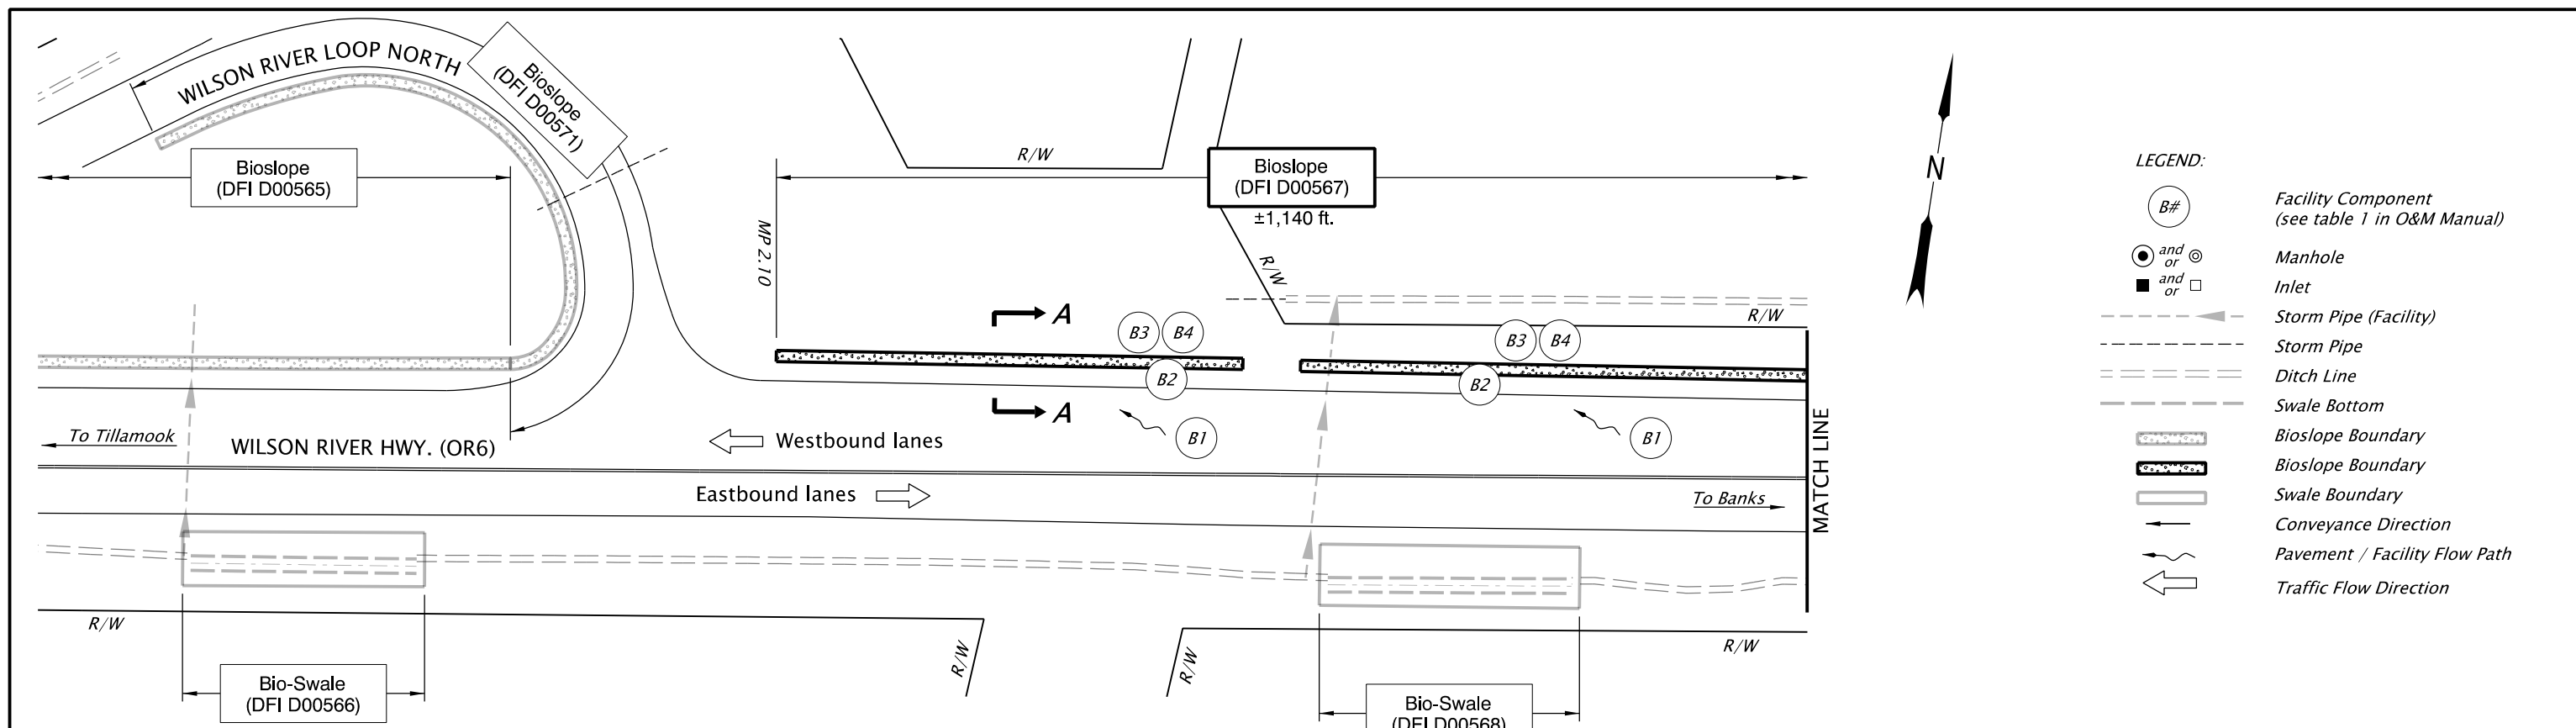 WILSON RIVER LOOP NORTH
Bioslope
(DFI D00571)
Bioslope
(DFI D00565)
R/W
Bioslope
(DFI D00567)
±1,140 ft.
MP 2.10
R/W
R/W
A
B3
B4
B3
B4
B2
B2
A
B1
B1
To Tillamook
WILSON RIVER HWY. (OR6)
Westbound lanes
Eastbound lanes
To Banks
MATCH LINE
R/W
R/W
R/W
R/W
Bio-Swale
(DFI D00566)
Bio-Swale
(DFI D00568)
N
LEGEND:
B#
Facility Component
(see table 1 in O&M Manual)
and
or
Manhole
and
or
Inlet
Storm Pipe (Facility)
Storm Pipe
Ditch Line
Swale Bottom
Bioslope Boundary
Bioslope Boundary
Swale Boundary
Conveyance Direction
Pavement / Facility Flow Path
Traffic Flow Direction